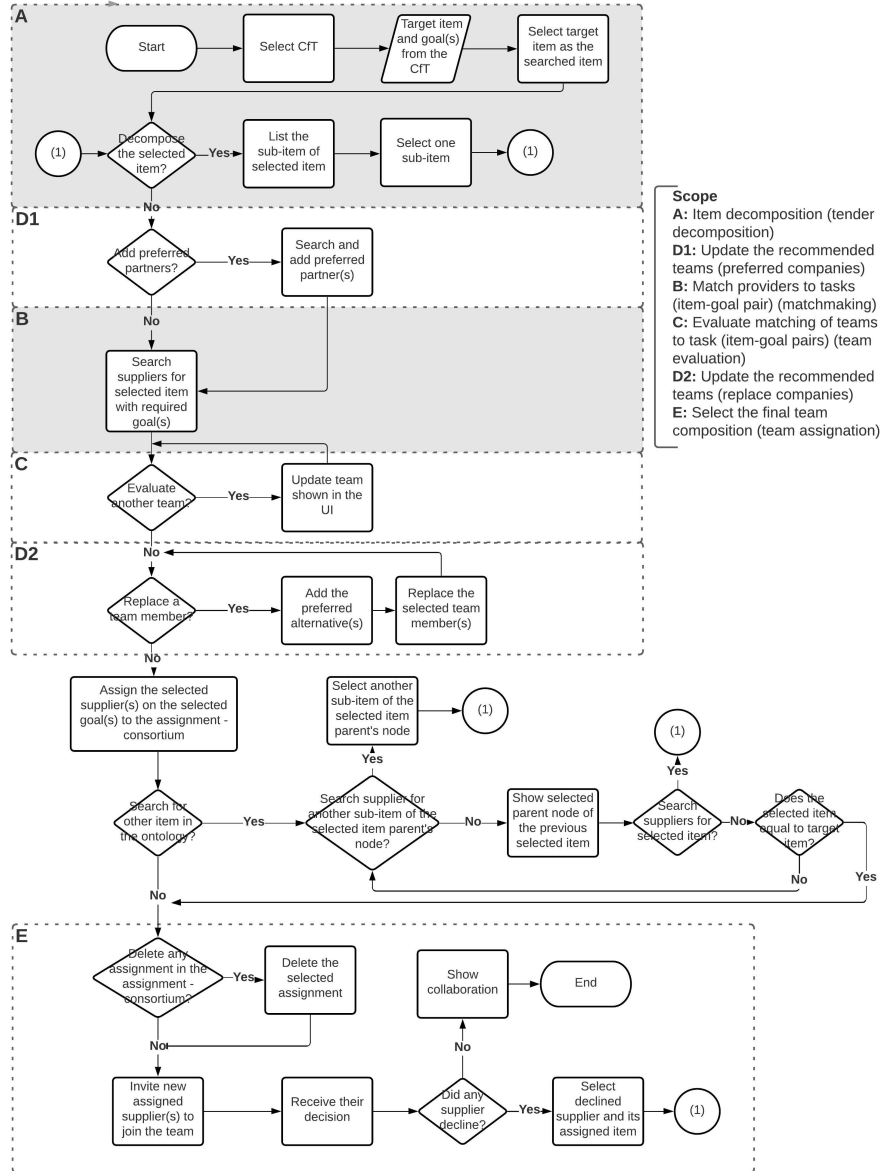 A
Start
Select CfT
Target item
and goal(s)
from the
CfT
Select target
item as the
searched item
(1)
Decompose
the selected
item?
Yes
List the
sub-item of
selected item
Select one
sub-item
(1)
No
D1
Add preferred
partners?
Yes
Search and
add preferred
partner(s)
No
B
Search
suppliers for
selected item
with required
goal(s)
C
Evaluate
another team?
Yes
Update team
shown in the
UI
No
D2
Replace a
team member?
Yes
Add the
preferred
alternative(s)
Replace the
selected team
member(s)
No
Scope
A: Item decomposition (tender
decomposition)
D1: Update the recommended
teams (preferred companies)
B: Match providers to tasks
(item-goal pair) (matchmaking)
C: Evaluate matching of teams
to task (item-goal pairs) (team
evaluation)
D2: Update the recommended
teams (replace companies)
E: Select the final team
composition (team assignation)
Assign the selected
supplier(s) on the selected
goal(s) to the assignment -
consortium
Select another
sub-item of the
selected item
parent's node
(1)
(1)
Yes
Yes
Search for
other item in
the ontology?
Yes
Search supplier for
another sub-item of the
selected item parent's
node?
No
Show selected
parent node of
the previous
selected item
Search
suppliers for
selected item?
No
Does the
selected item
equal to target
item?
No
Yes
No
E
Delete any
assignment in the
assignment -
consortium?
Yes
Delete the
selected
assignment
Show
collaboration
End
No
No
Invite new
assigned
supplier(s) to
join the team
Receive their
decision
Did any
supplier
decline?
Yes
Select
declined
supplier and its
assigned item
(1)